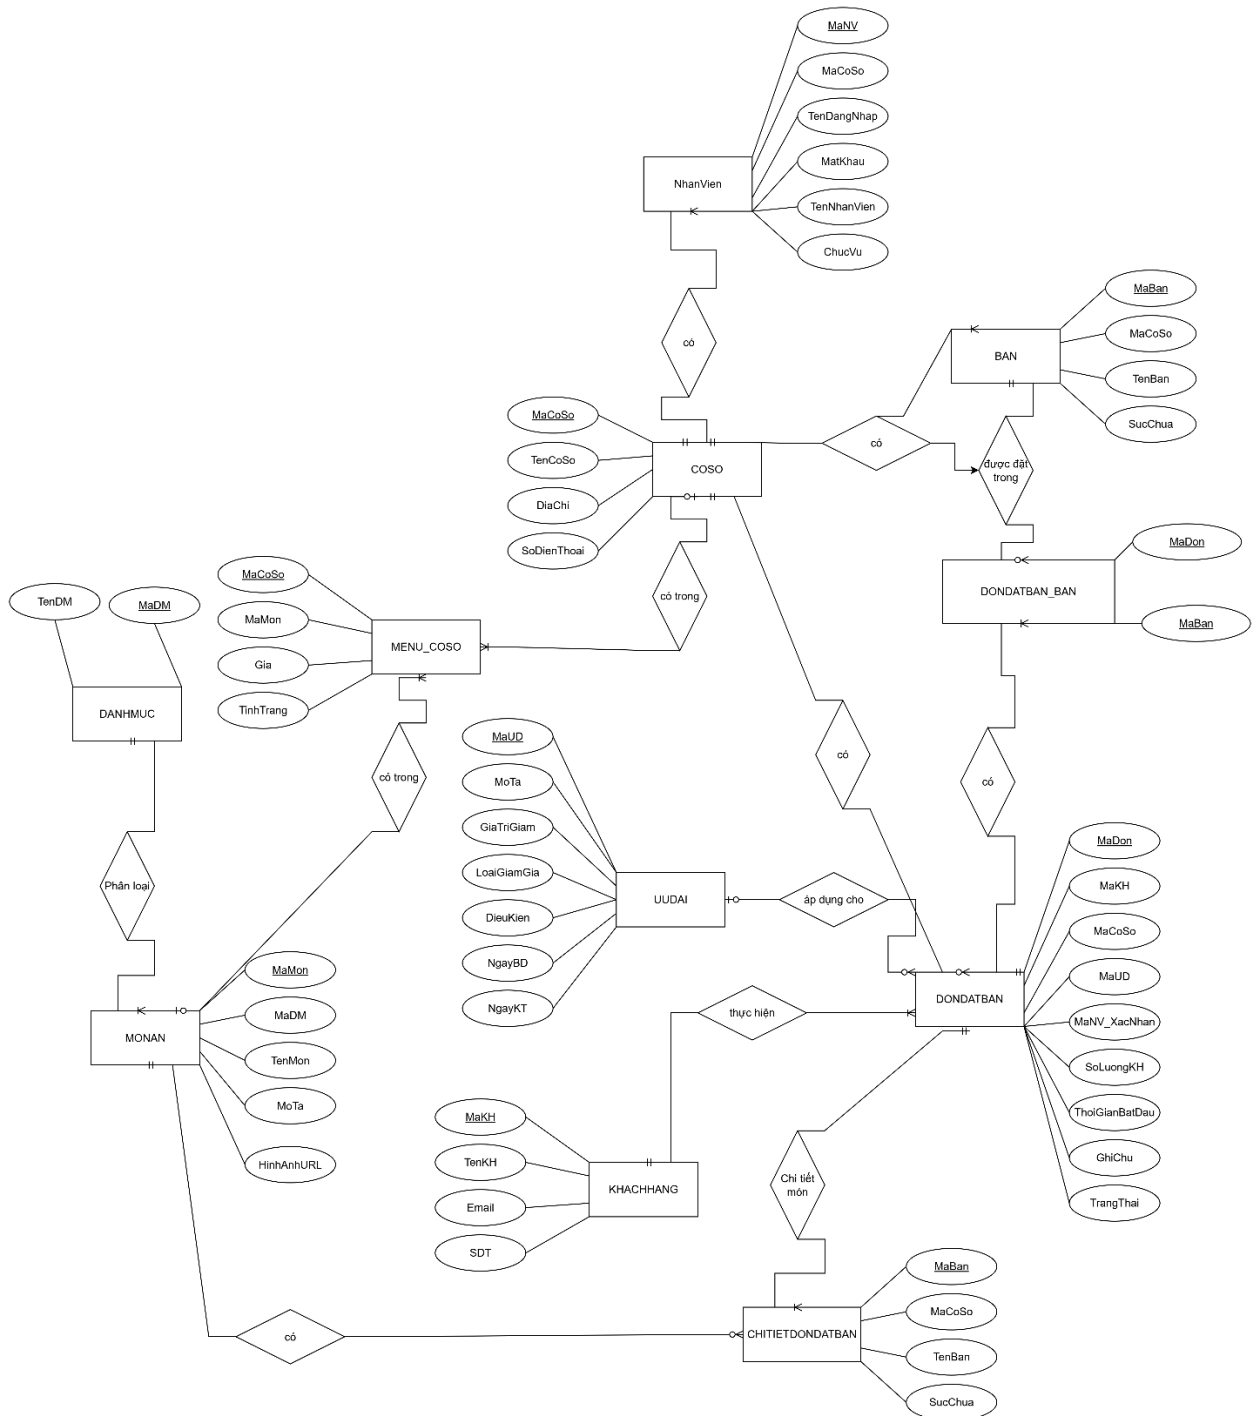 MaNV
MaCoSo
TenDangNhap
MatKhau
TenNhanVien
ChucVu
NhanVien
có
MaBan
MaCoSo
TenBan
SucChua
BAN
MaCoSo
TenCoSo
DiaChi
SoDienThoai
COSO
có
được đặt
trong
MaDon
MaBan
DONDATBAN_BAN
có trong
MaCoSo
MaMon
Gia
TinhTrang
MENU_COSO
TenDM
MaDM
DANHMUC
có trong
có
có
MaUD
MoTa
GiaTriGiam
LoaiGiamGia
DieuKien
NgayBD
NgayKT
UUDAI
áp dụng cho
Phân loại
MaDon
MaKH
MaCoSo
MaUD
MaNV_XacNhan
SoLuongKH
ThoiGianBatDau
GhiChu
TrangThai
DONDATBAN
thực hiện
MaMon
MaDM
TenMon
MoTa
HinhAnhURL
MONAN
MaKH
TenKH
Email
SDT
KHACHHANG
Chi tiết
món
MaBan
MaCoSo
TenBan
SucChua
CHITIETDONDATBAN
có